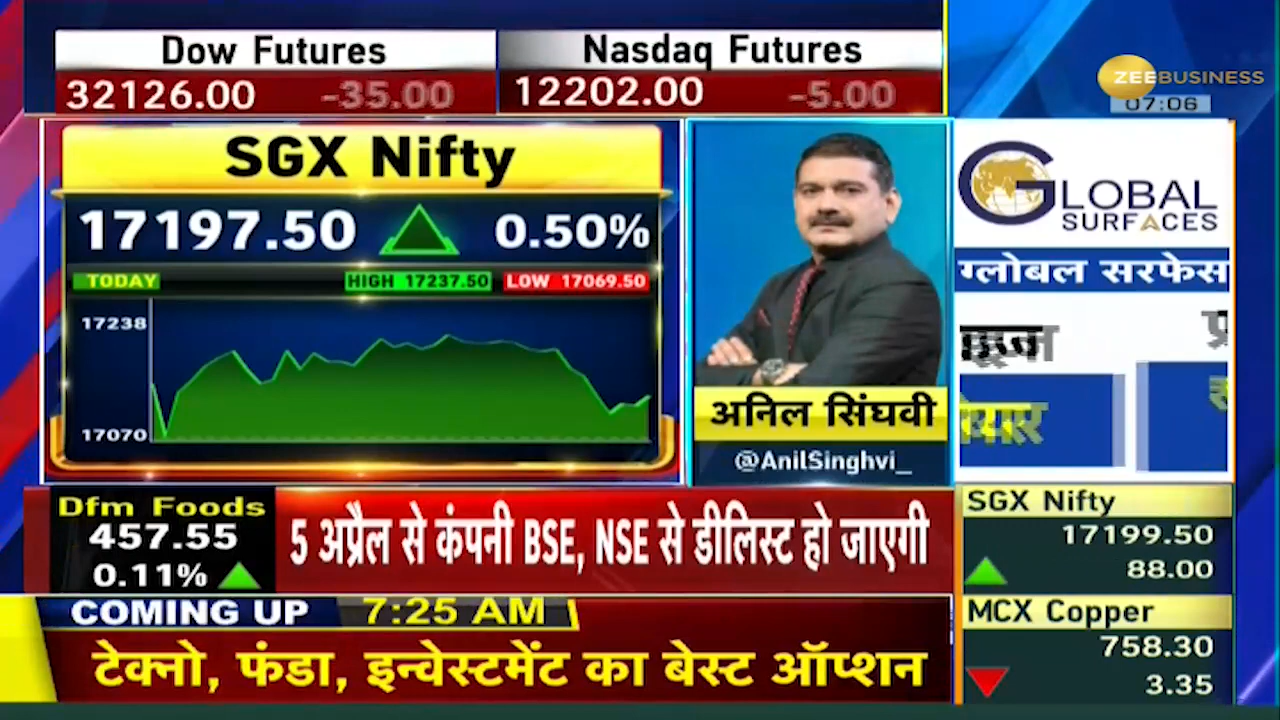 Dow Futures
32126.00 -35.00
Nasdaq Futures
12202.00 -5.00
ZEEBUSINESS
07:06
SGX Nifty
17197.50 0.50%
TODAY HIGH 17237.50 LOW 17069.50
17238
17070
अनिल सिंघवी
@AnilSinghvi_
GLOBAL
SURFACES
ग्लोबल सरफेस
Dfm Foods
457.55
0.11%
5 अप्रैल से कंपनी BSE, NSE से डीलिस्ट हो जाएगी
SGX Nifty
17199.50
88.00
MCX Copper
758.30
3.35
COMING UP 7:25 AM
टेक्नो, फंडा, इन्वेस्टमेंट का बेस्ट ऑप्शन